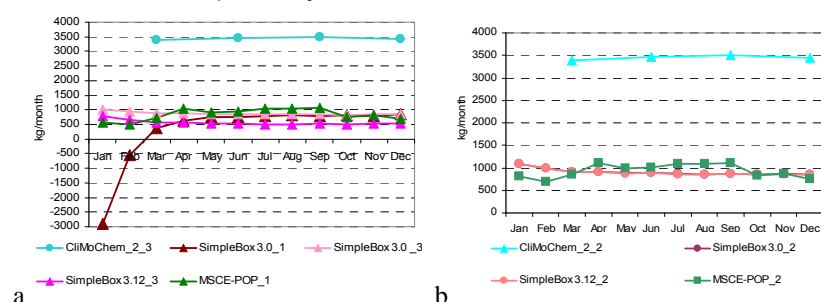 4000
3500
3000
2500
2000
1500
1000
500
0
-500
-1000
-1500
-2000
-2500
-3000
kg/month
Jan Feb Mar Apr May Jun Jul Aug Sep Oct Nov Dec
CliMoChem_2_3 SimpleBox3.0_1 SimpleBox3.0_3
SimpleBox3.12_3 MSCE-POP_1
a
4000
3500
3000
2500
2000
1500
1000
500
0
kg/month
Jan Feb Mar Apr May Jun Jul Aug Sep Oct Nov Dec
CliMoChem_2_2 SimpleBox3.0_2
SimpleBox3.12_2 MSCE-POP_2
b